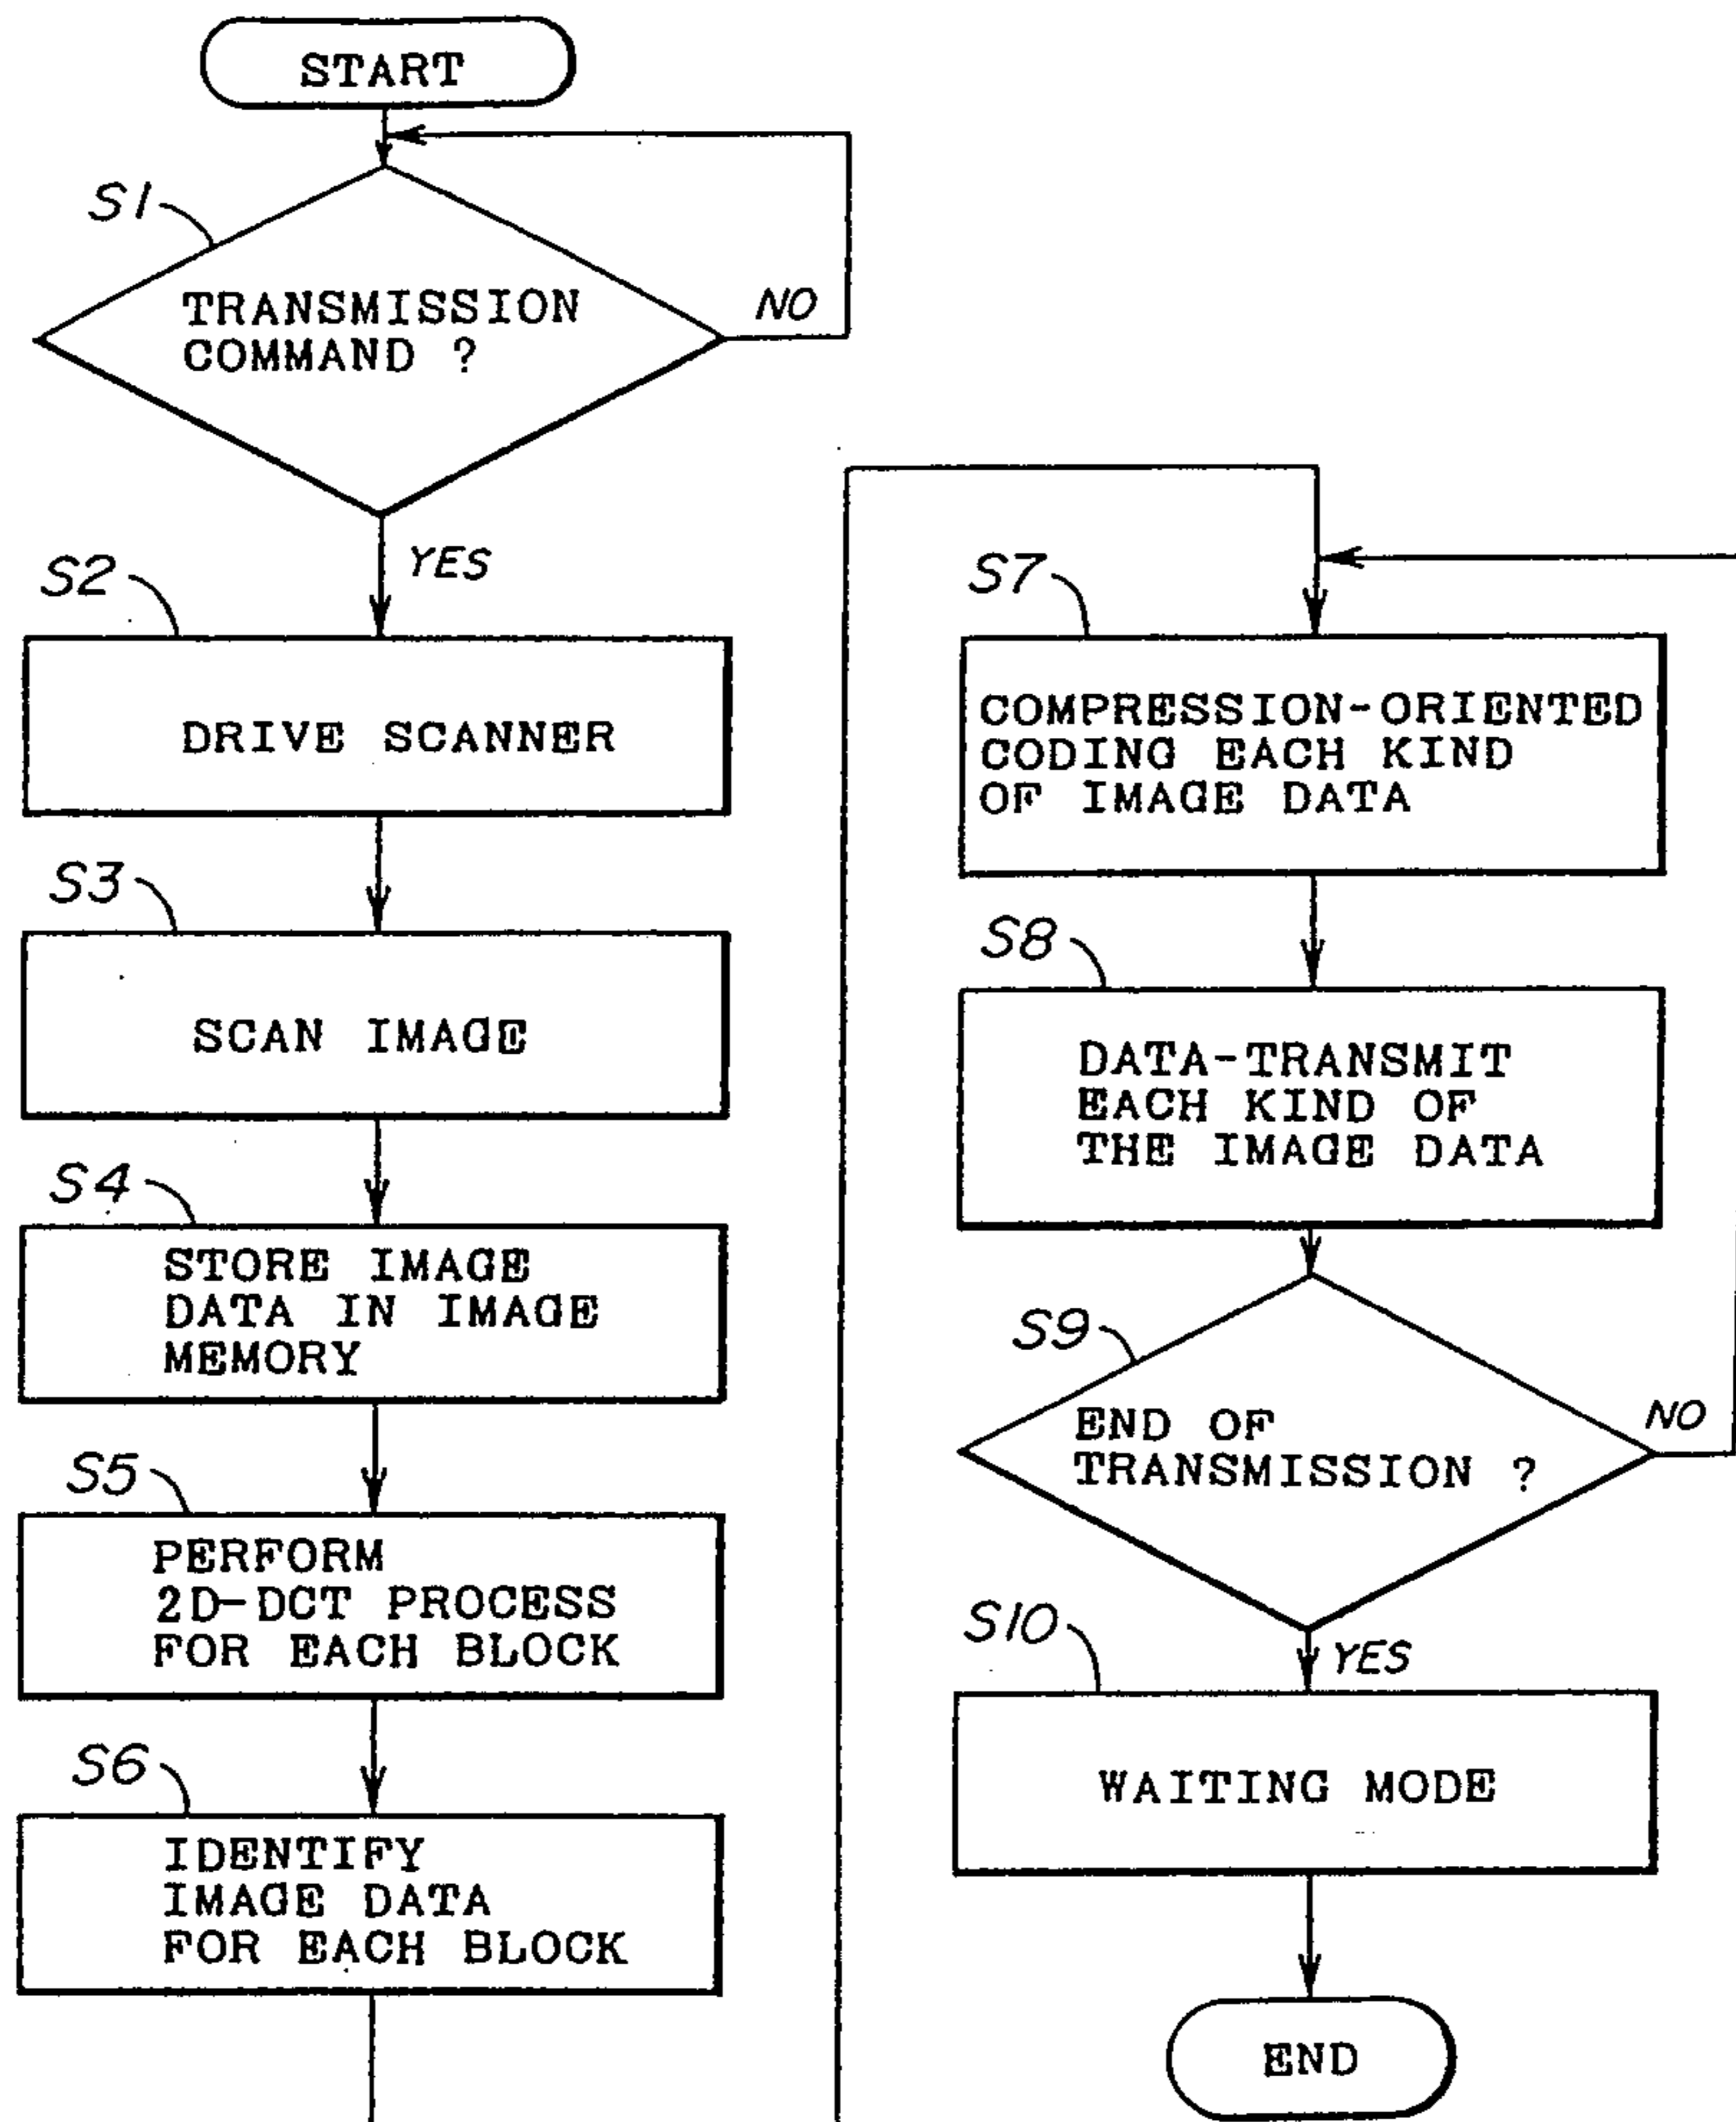 START
S1
TRANSMISSION
COMMAND ?
NO
YES
S2
DRIVE SCANNER
S3
SCAN IMAGE
S4
STORE IMAGE
DATA IN IMAGE
MEMORY
S5
PERFORM
2D-DCT PROCESS
FOR EACH BLOCK
S6
IDENTIFY
IMAGE DATA
FOR EACH BLOCK
S7
COMPRESSION-ORIENTED
CODING EACH KIND
OF IMAGE DATA
S8
DATA-TRANSMIT
EACH KIND OF
THE IMAGE DATA
S9
END OF
TRANSMISSION ?
NO
YES
S10
WAITING MODE
END